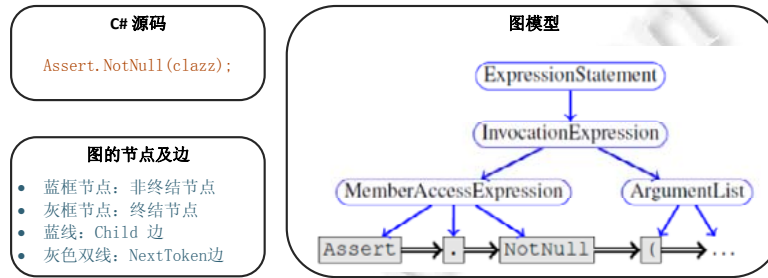 C# 源码
Assert.NotNull(clazz);
图的节点及边
• 蓝框节点: 非终结节点
• 灰框节点: 终结节点
• 蓝线: Child 边
• 灰色双线: NextToken边
图模型
ExpressionStatement
InvocationExpression
MemberAccessExpression ArgumentList
Assert . NotNull ( ...